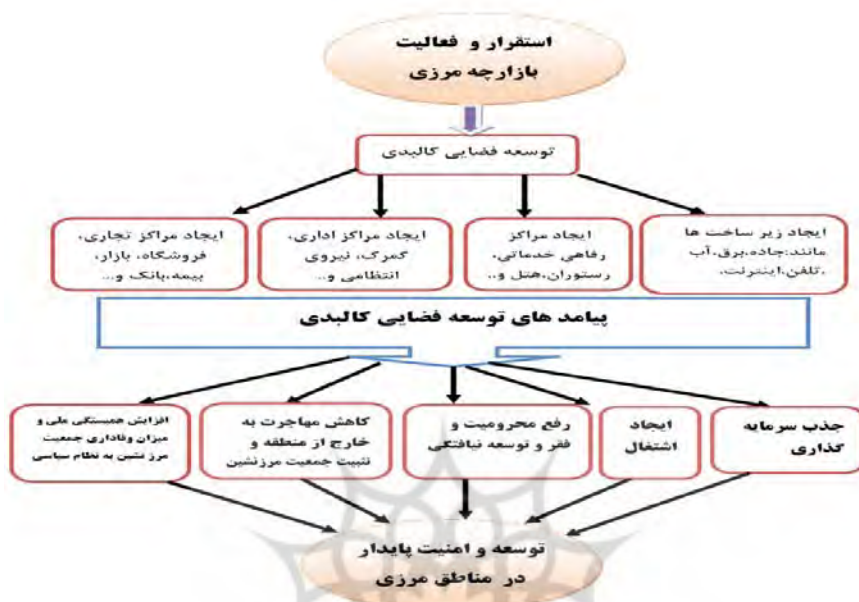 استقرار و فعالیت
بازارچه مرزی
توسعه فضایی کالبدی
ایجاد زیر ساخت ها
مانند:جاده،برق،آب
،تلفن،اینترنت،
ایجاد مراکز
رفاهی خدماتی،
رستوران،هتل و..
ایجاد مراکز اداری،
گمرک، نیروی
انتظامی و...
ایجاد مراکز تجاری،
فروشگاه، بازار،
بیمه،بانک و...
پیامد های توسعه فضایی کالبدی
جذب سرمایه
گذاری
ایجاد
اشتغال
رفع محرومیت و
فقر و توسعه نیافتگی
کاهش مهاجرت به
خارج از منطقه و
تثبیت جمعیت مرزنشین
افزایش همبستگی ملی و
میزان وفاداری جمعیت
مرز نشین به نظام سیاسی
توسعه و امنیت پایدار
در مناطق مرزی